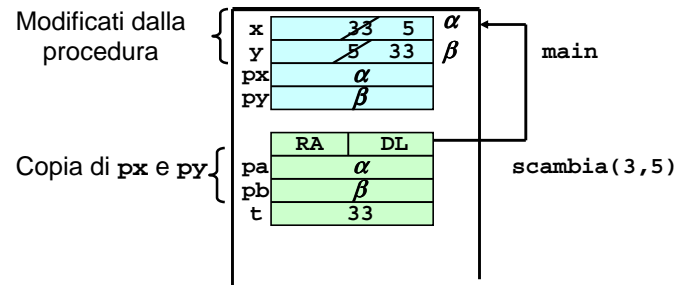 Modificati dalla
procedura
x 33 5 α
y 5 33 β
px α
py β
main
RA DL
Copia di px e py
pa α
pb β
t 33
scambia(3,5)